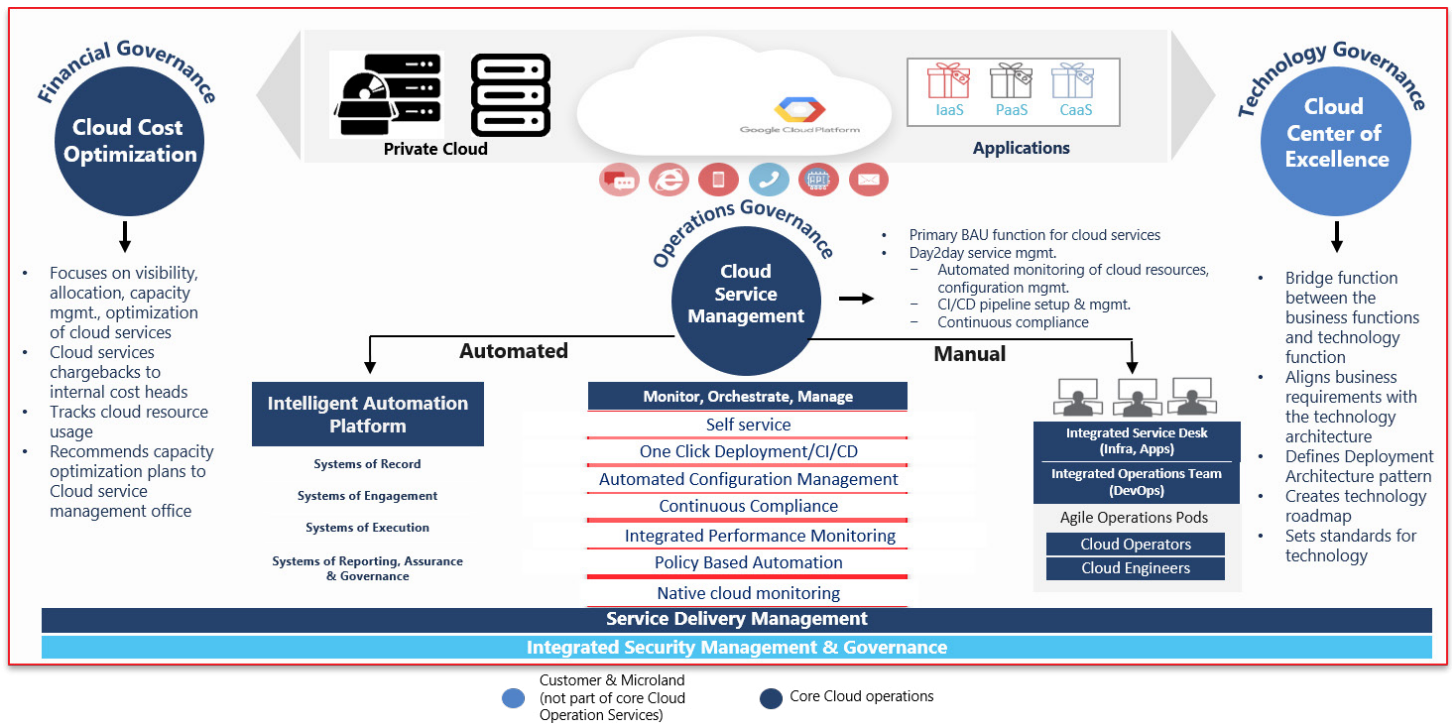 Financial Governance
Cloud Cost
Optimization
Private Cloud
Google Cloud Platform
IaaS PaaS CaaS
Applications
API
Technology Governance
Cloud
Center of
Excellence
Operations Governance
Cloud
Service
Management
• Primary BAU function for cloud services
• Day2day service mgmt.
– Automated monitoring of cloud resources,
configuration mgmt.
– CI/CD pipeline setup & mgmt.
– Continuous compliance
• Focuses on visibility,
allocation, capacity
mgmt., optimization
of cloud services
• Cloud services
chargebacks to
internal cost heads
• Tracks cloud resource
usage
• Recommends capacity
optimization plans to
Cloud service
management office
Automated
Manual
Intelligent Automation
Platform
Systems of Record
Systems of Engagement
Systems of Execution
Systems of Reporting, Assurance
& Governance
Monitor, Orchestrate, Manage
Self service
One Click Deployment/CI/CD
Automated Configuration Management
Continuous Compliance
Integrated Performance Monitoring
Policy Based Automation
Native cloud monitoring
Integrated Service Desk
(Infra, Apps)
Integrated Operations Team
(DevOps)
Agile Operations Pods
Cloud Operators
Cloud Engineers
• Bridge function
between the
business functions
and technology
function
• Aligns business
requirements with
the technology
architecture
• Defines Deployment
Architecture pattern
• Creates technology
roadmap
• Sets standards for
technology
Service Delivery Management
Integrated Security Management & Governance
Customer & Microland
(not part of core Cloud
Operation Services)
Core Cloud operations